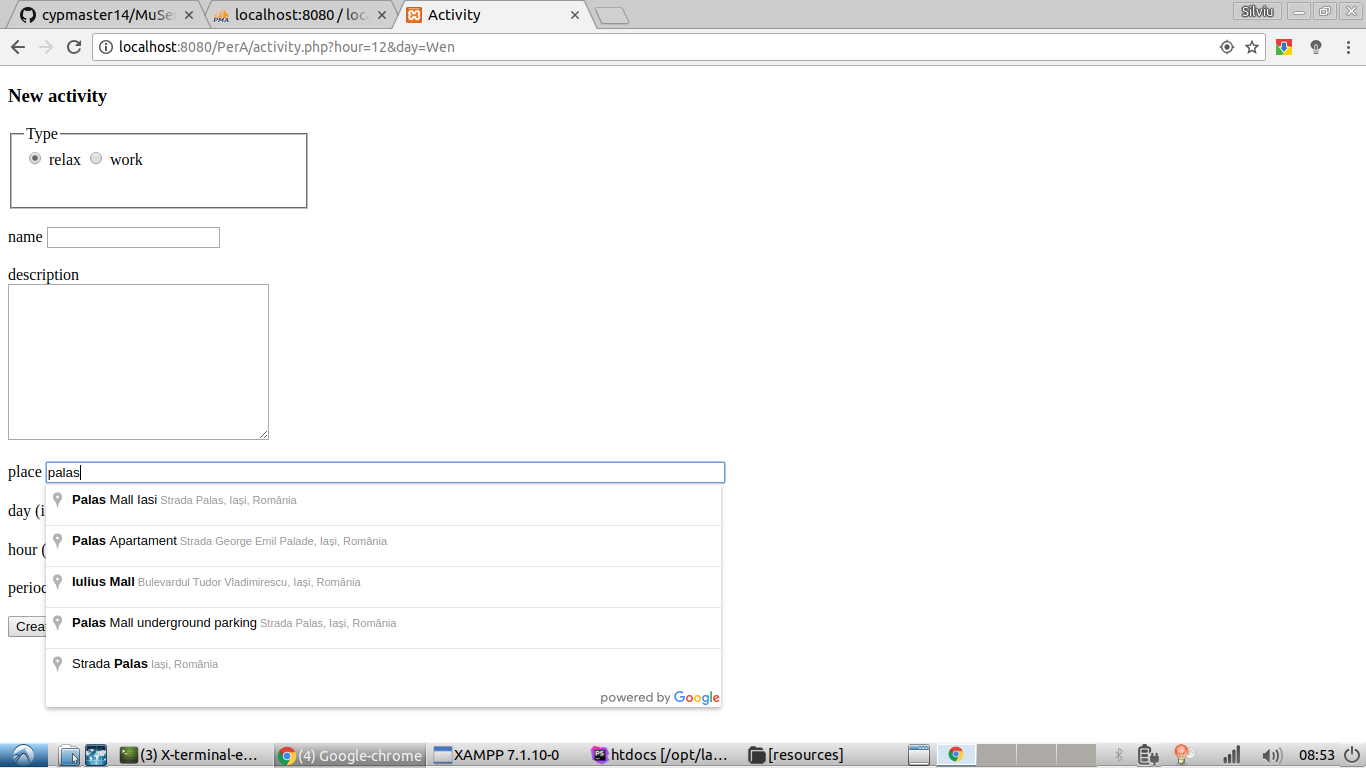 cypmaster14/MuSe
localhost:8080 / loc
Activity
Silviu
localhost:8080/PerA/activity.php?hour=12&day=Wen
New activity
Type
relax work
name
description
place palas
Palas Mall Iasi Strada Palas, Iași, România
day (i
Palas Apartament Strada George Emil Palade, Iași, România
hour (
Iulius Mall Bulevardul Tudor Vladimirescu, Iași, România
period
Palas Mall underground parking Strada Palas, Iași, România
Crea
Strada Palas Iași, România
powered by Google
(3) X-terminal-e... (4) Google-chrome XAMPP 7.1.10-0 htdocs [/opt/la... [resources] 08:53